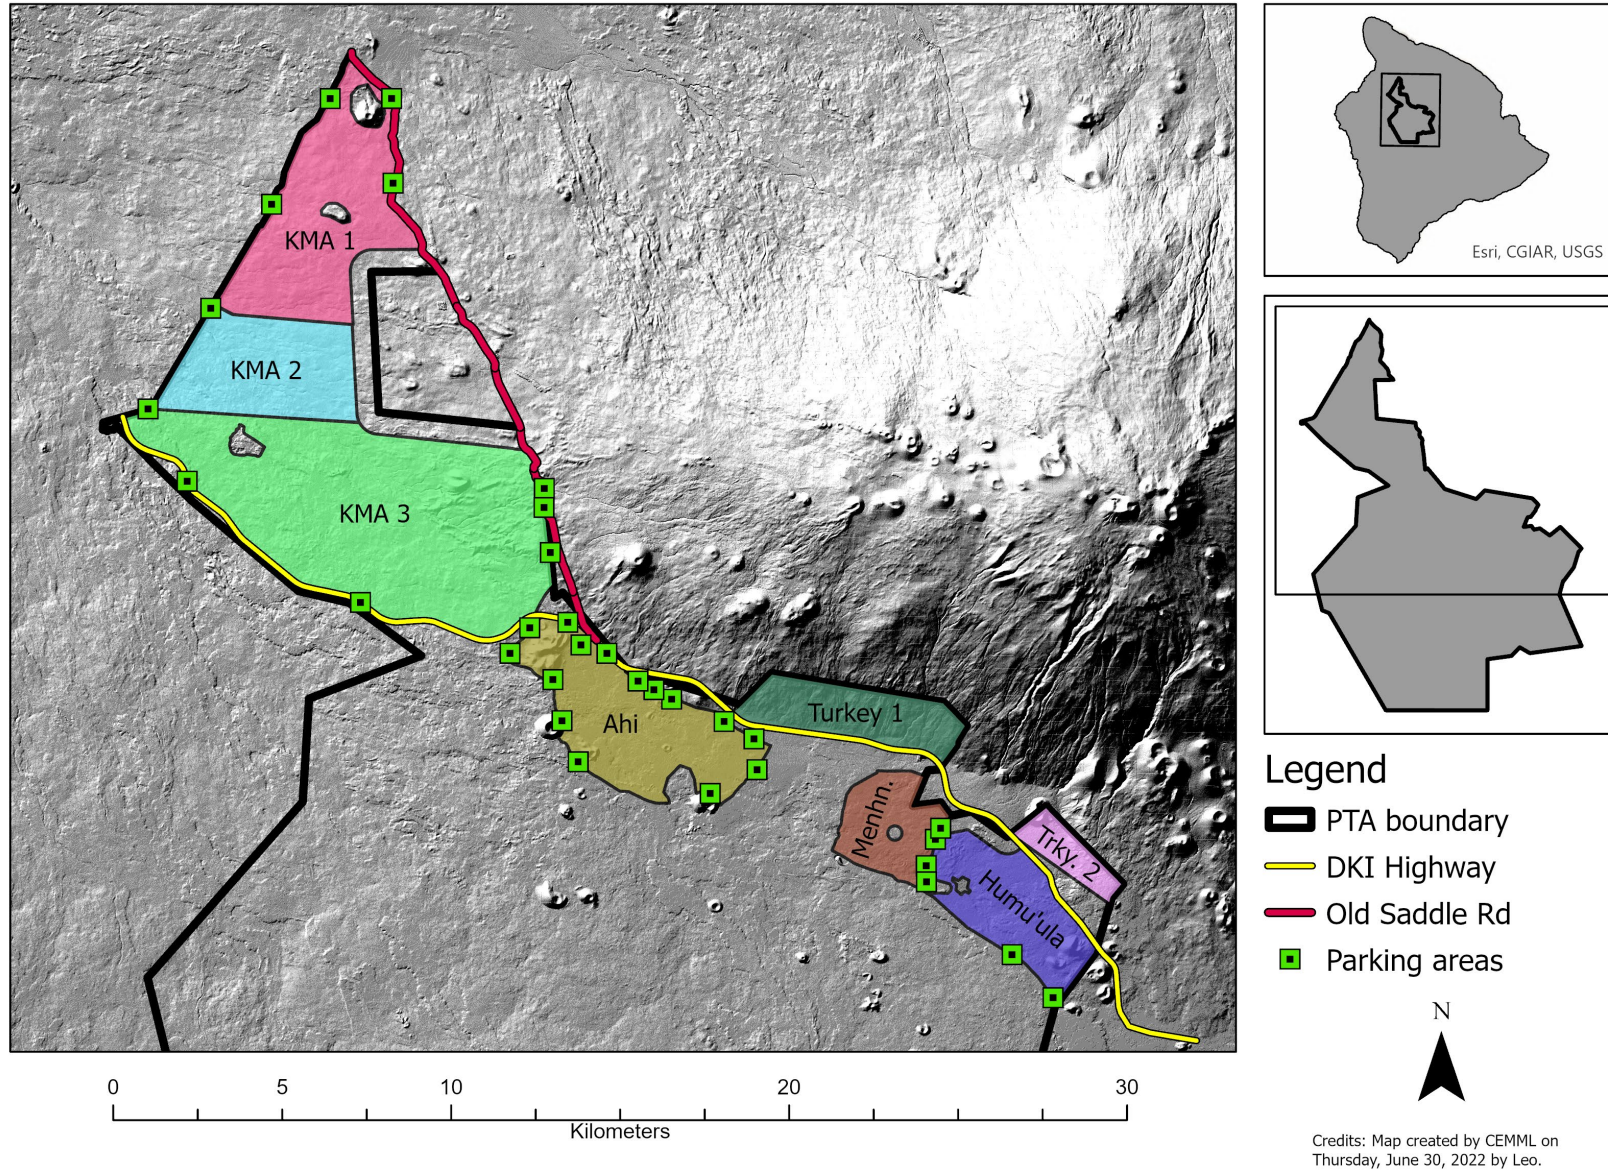 KMA 1
KMA 2
KMA 3
Ahi
Turkey 1
Menhn.
Trky. 2
Humu'ula
Esri, CGIAR, USGS
Legend
PTA boundary
DKI Highway
Old Saddle Rd
Parking areas
N
0 5 10 20 30
Kilometers
Credits: Map created by CEMML on
Thursday, June 30, 2022 by Leo.